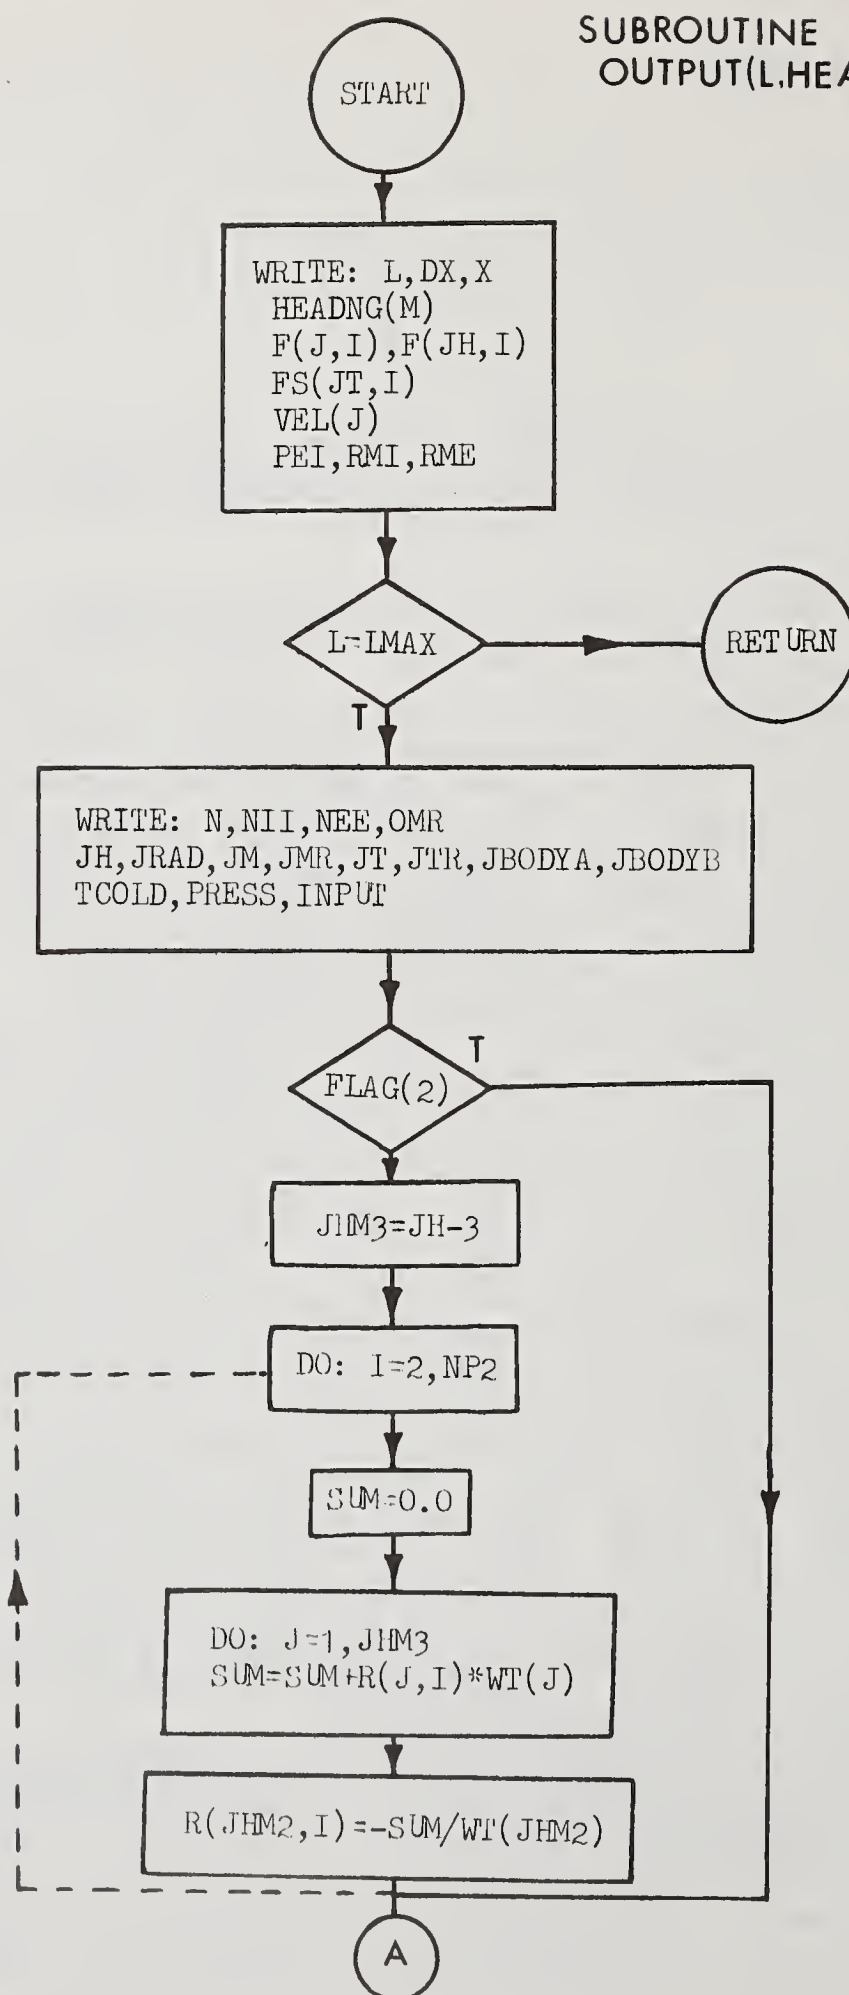 SUBROUTINE
OUTPUT(L,HEA
START
WRITE: L,DX,X
HEADNG(M)
F(J,I),F(JH,I)
FS(JT,I)
VEL(J)
PEI,RMI,RME
L=LMAX
RETURN
T
WRITE: N,NII,NEE,OMR
JH,JRAD,JM,JMR,JT,JTR,JBODYA,JBODYB
TCOLD,PRESS,INPUT
T
FLAG(2)
JHM3=JH-3
DO: I=2,NP2
SUM=0.0
DO: J=1,JHM3
SUM=SUM+R(J,I)*WT(J)
R(JHM2,I)=-SUM/WT(JHM2)
A